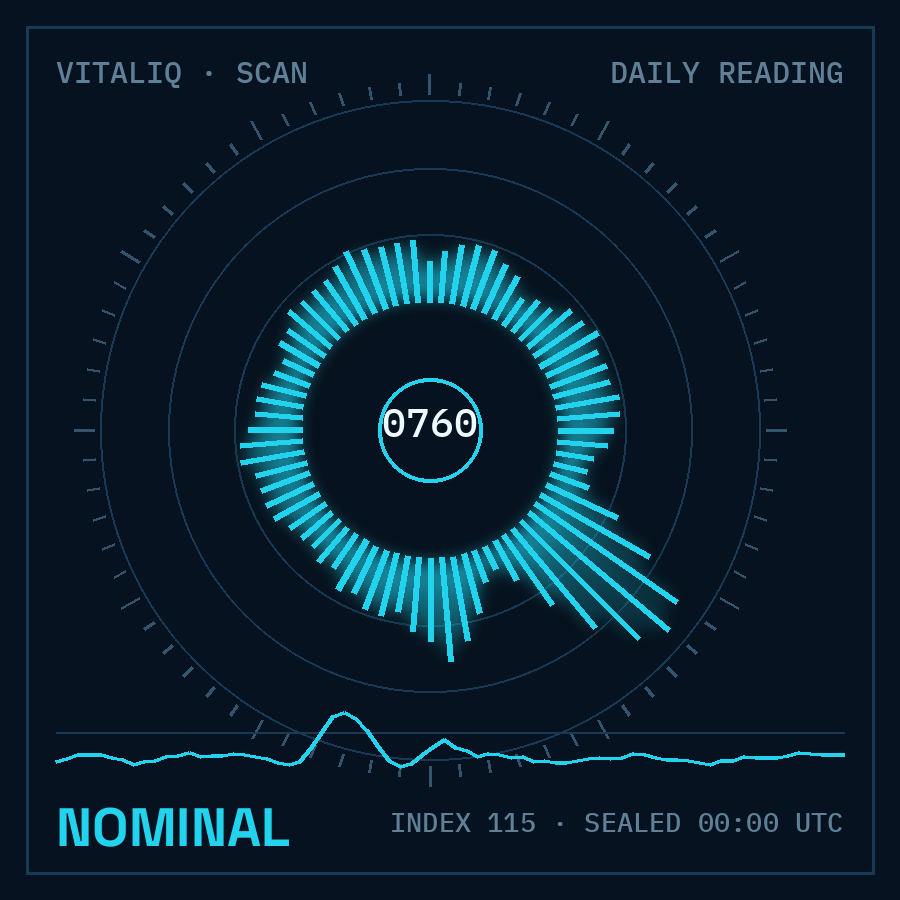 VITALIQ · SCAN
DAILY READING
0760
NOMINAL
INDEX 115 · SEALED 00:00 UTC